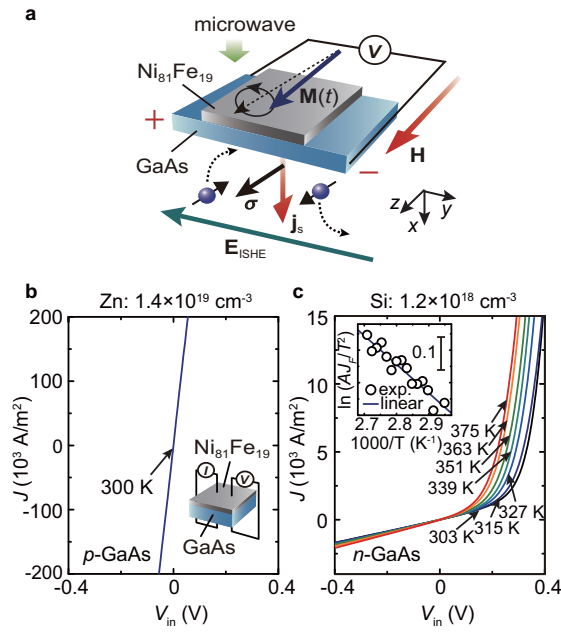 a
microwave
Ni81Fe19
V
M(t)
+
GaAs
−
H
σ
js
z
y
x
EISHE
b
Zn: 1.4×10^19 cm-3
200
100
0
-100
-200
J (10^3 A/m2)
300 K
Ni81Fe19
I
V
GaAs
p-GaAs
-0.4
0
0.4
Vin (V)
c
Si: 1.2×10^18 cm-3
15
10
5
0
J (10^3 A/m2)
ln (AJF/T2)
0.1
exp.
linear
2.7
2.8
2.9
1000/T (K-1)
375 K
363 K
351 K
339 K
327 K
315 K
303 K
n-GaAs
-0.4
0
0.4
Vin (V)